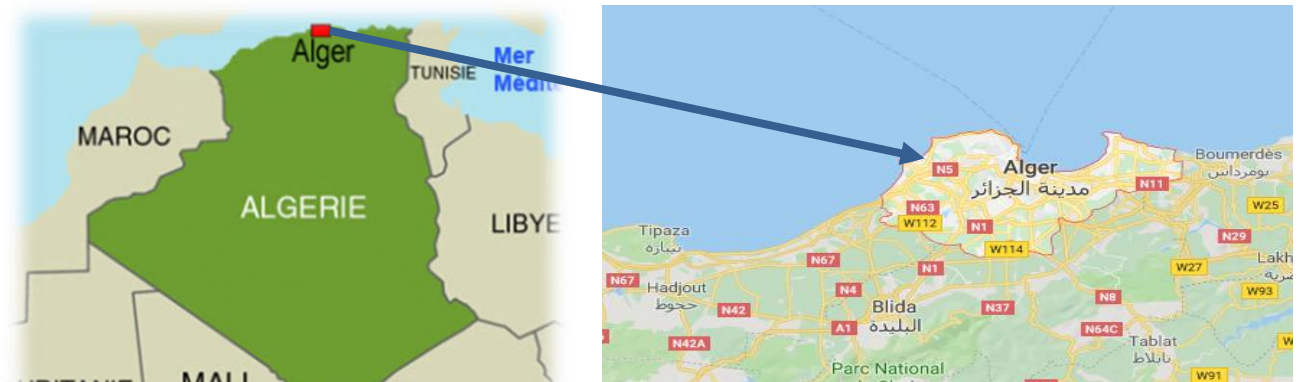 Alger
Mer
Médite
TUNISIE
MAROC
ALGERIE
LIBYE
MALI
N5
Alger
مدينة الجزائر
Boumerdès
بومرداس
N11
N63
W112
N1
W114
W25
N29
Tipaza
تيبازة
N67
N1
W27
Lakh
W93
N67
Hadjout
حجوط
N42
N4
Blida
البليدة
A1
N37
N8
N64C
Tablat
تابلاط
N42A
Parc National
W91